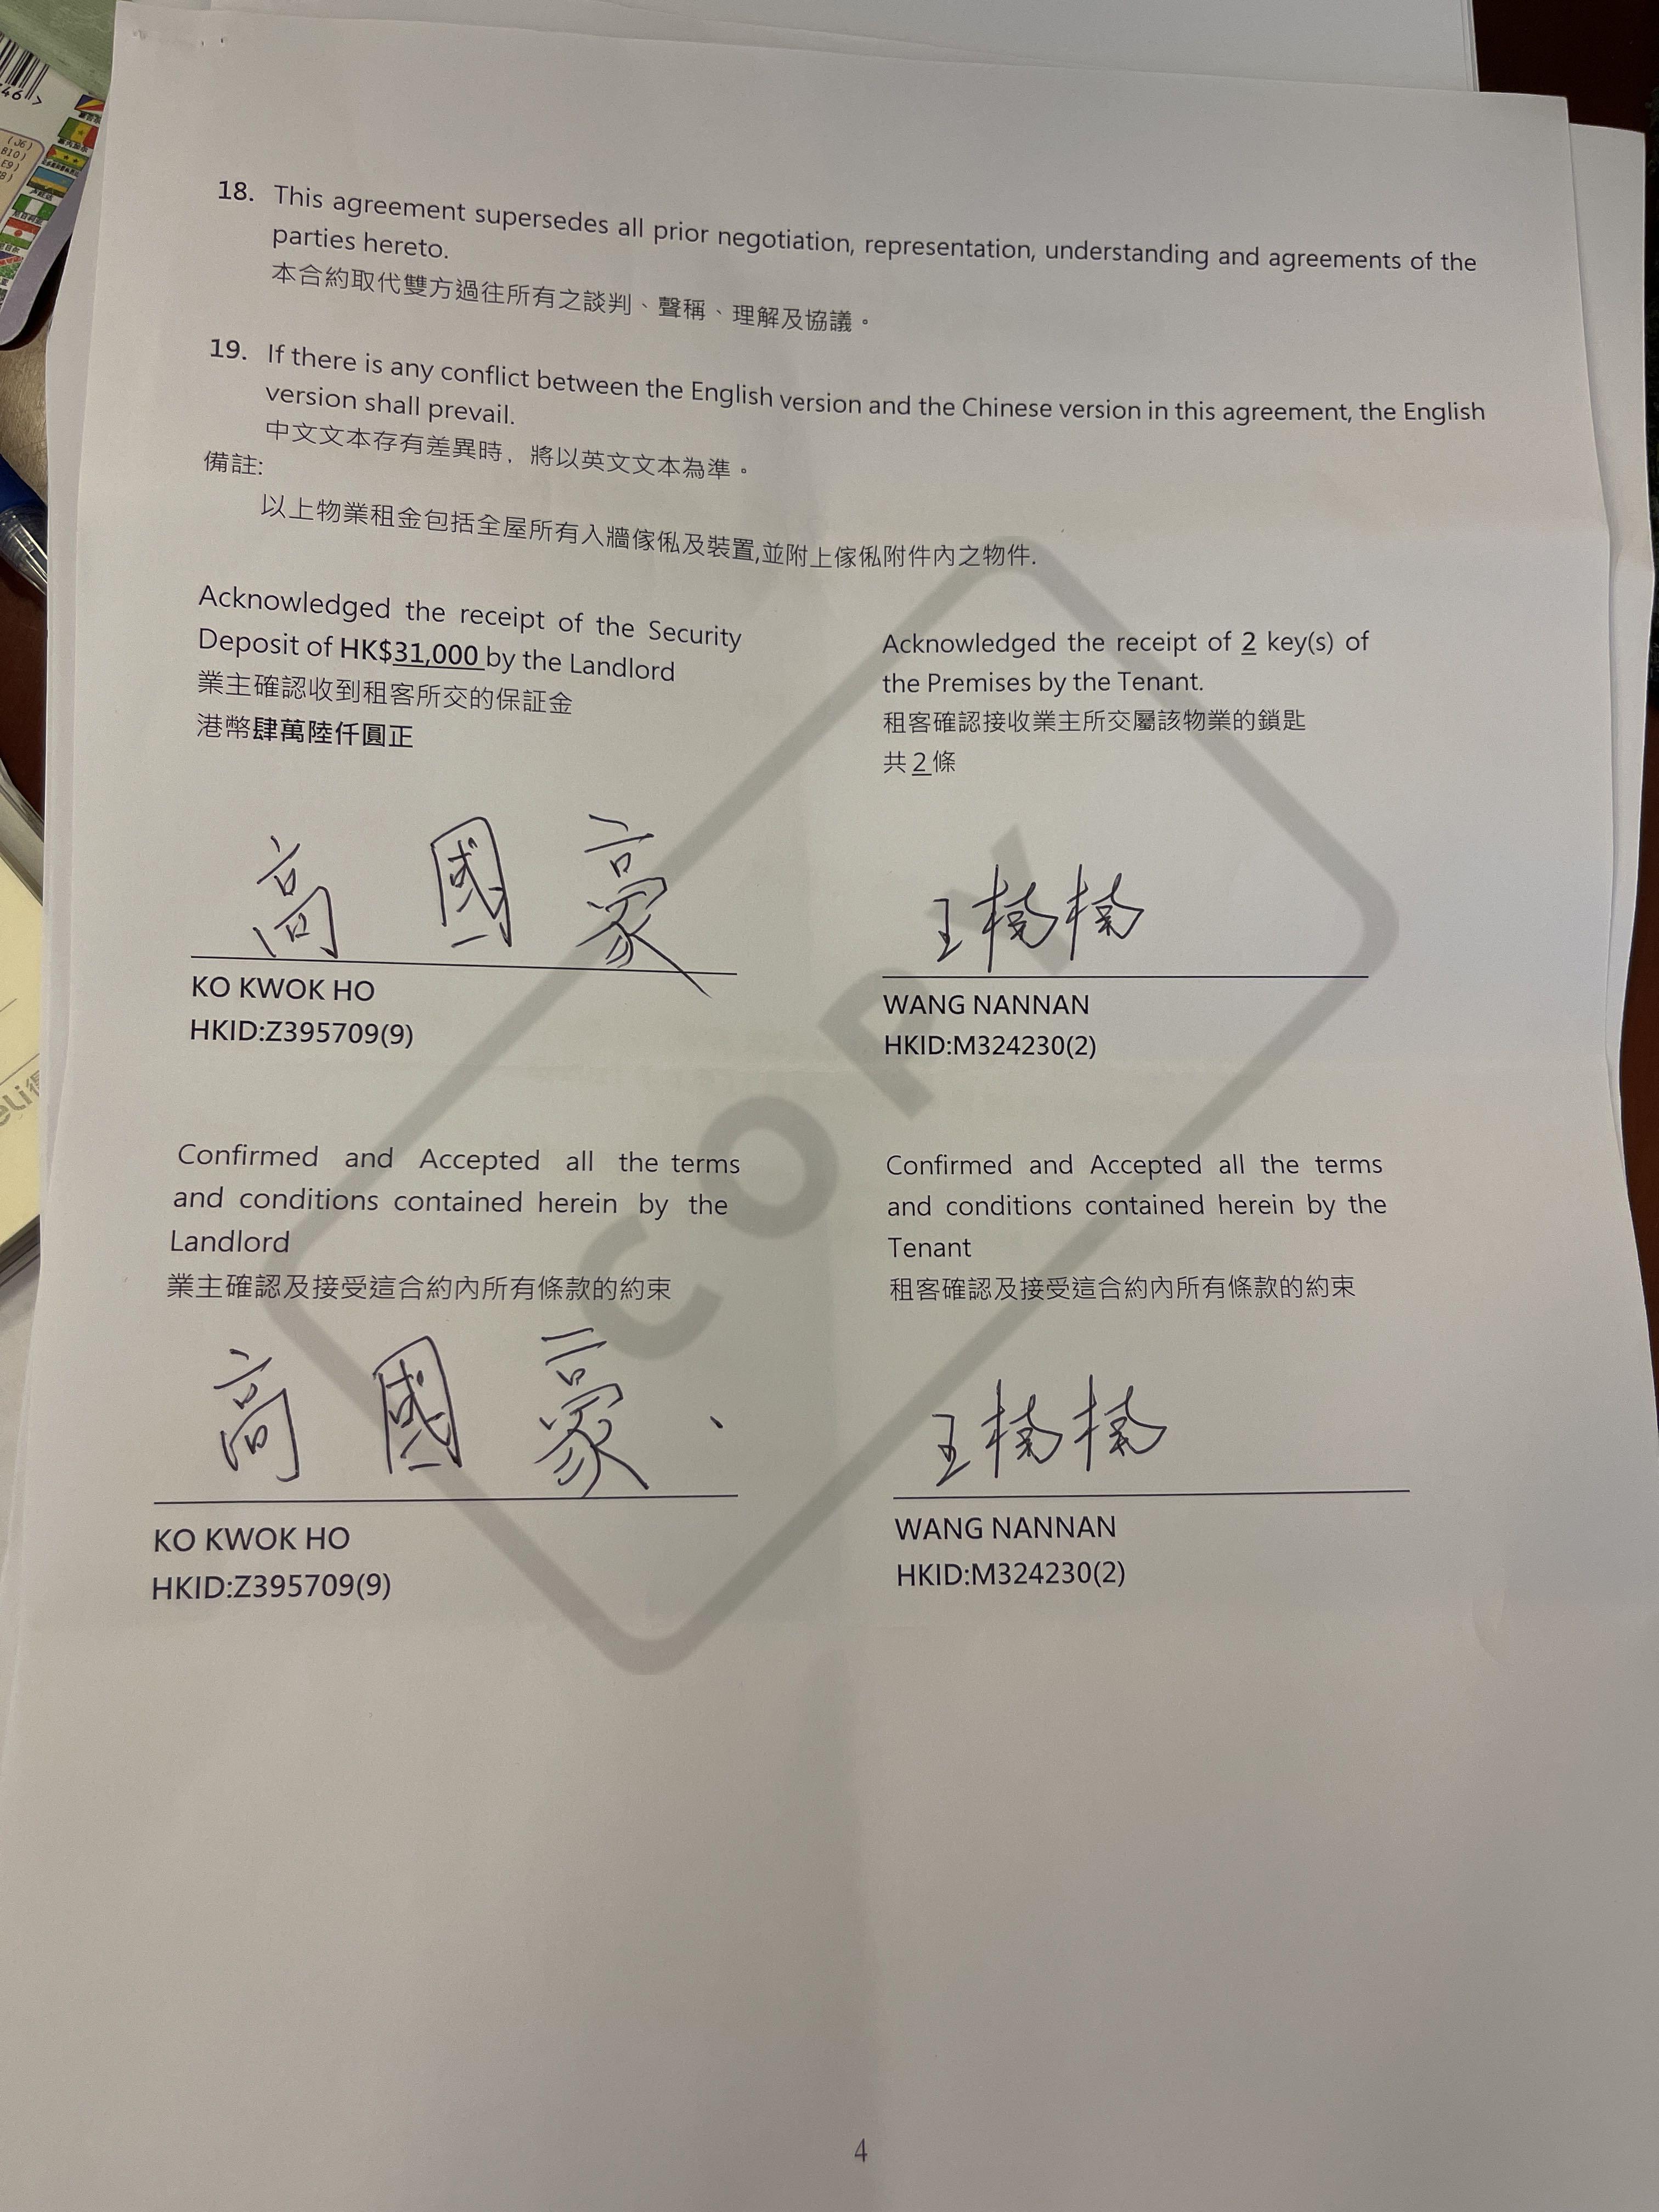 46>
(J6)
B10)
E9)
8)
18. This agreement supersedes all prior negotiation, representation, understanding and agreements of the
parties hereto.
本合約取代雙方過往所有之談判、聲稱、理解及協議。
19. If there is any conflict between the English version and the Chinese version in this agreement, the English
version shall prevail.
中文文本存有差異時，將以英文文本為準。
備註:
以上物業租金包括全屋所有入牆傢俬及裝置,並附上傢俬附件內之物件.
Acknowledged the receipt of the Security
Deposit of HK$31,000 by the Landlord
業主確認收到租客所交的保証金
港幣肆萬陸仟圓正
高 國 豪
KO KWOK HO
HKID:Z395709(9)
Acknowledged the receipt of 2 key(s) of
the Premises by the Tenant.
租客確認接收業主所交屬該物業的鎖匙
共 2 條
王楠楠
WANG NANNAN
HKID:M324230(2)
COPY
Confirmed and Accepted all the terms
and conditions contained herein by the
Landlord
業主確認及接受這合約內所有條款的約束
高 國 豪
KO KWOK HO
HKID:Z395709(9)
Confirmed and Accepted all the terms
and conditions contained herein by the
Tenant
租客確認及接受這合約內所有條款的約束
王楠楠
WANG NANNAN
HKID:M324230(2)
4